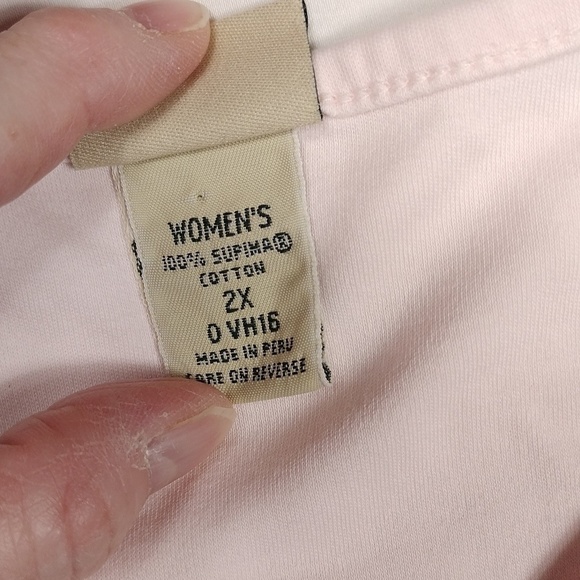 WOMEN'S
100% SUPIMA®
COTTON
2X
0 VH16
MADE IN PERU
CARE ON REVERSE